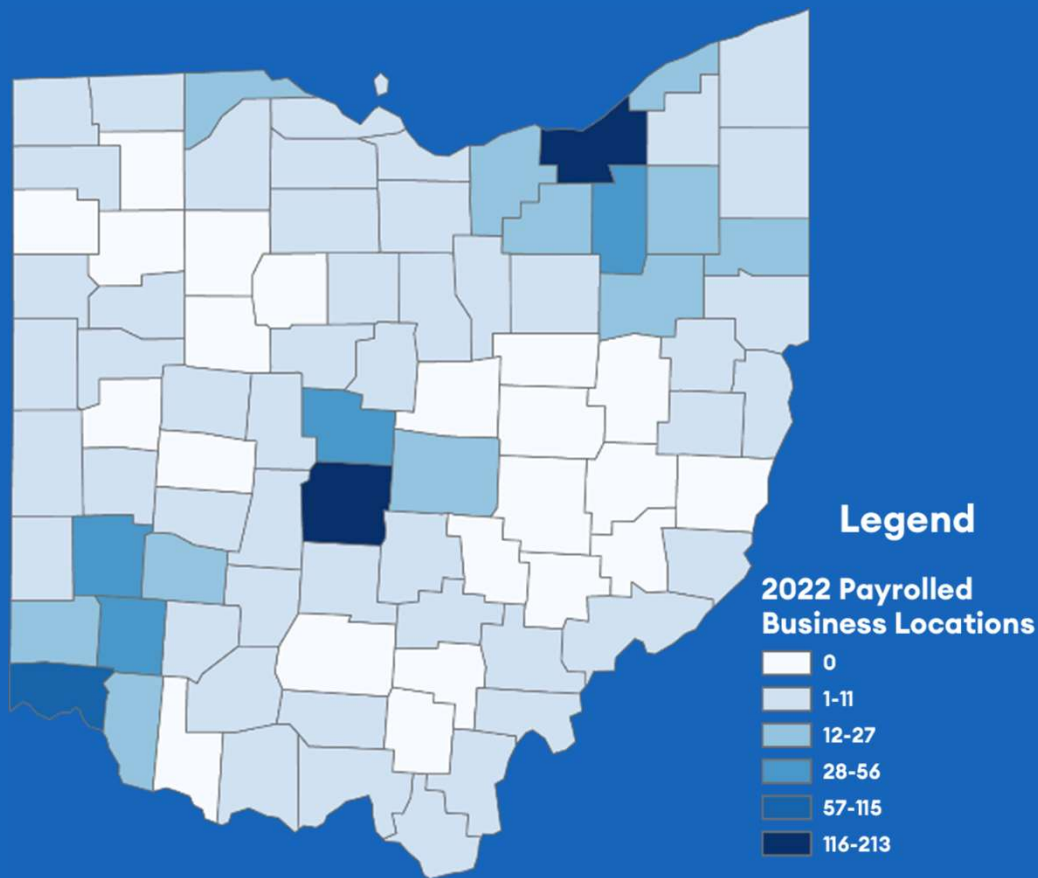 Legend
2022 Payrolled
Business Locations
0
1-11
12-27
28-56
57-115
116-213